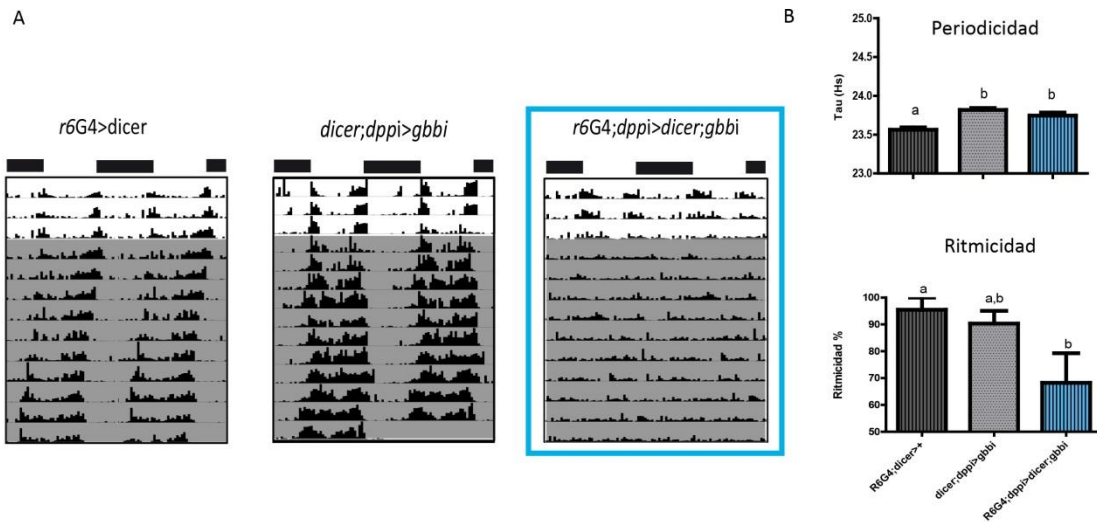 A
r6G4>dicer
dicer;dppi>gbbi
r6G4;dppi>dicer;gbbi
B
Periodicidad
Tau (Hs)
25.0
24.5
24.0
23.5
23.0
a
b
b
Ritmicidad
Ritmicidad %
100
90
80
70
60
50
a
a,b
b
R6G4;dicer>+
dicer;dppi>gbbi
R6G4;dppi>dicer;gbbi